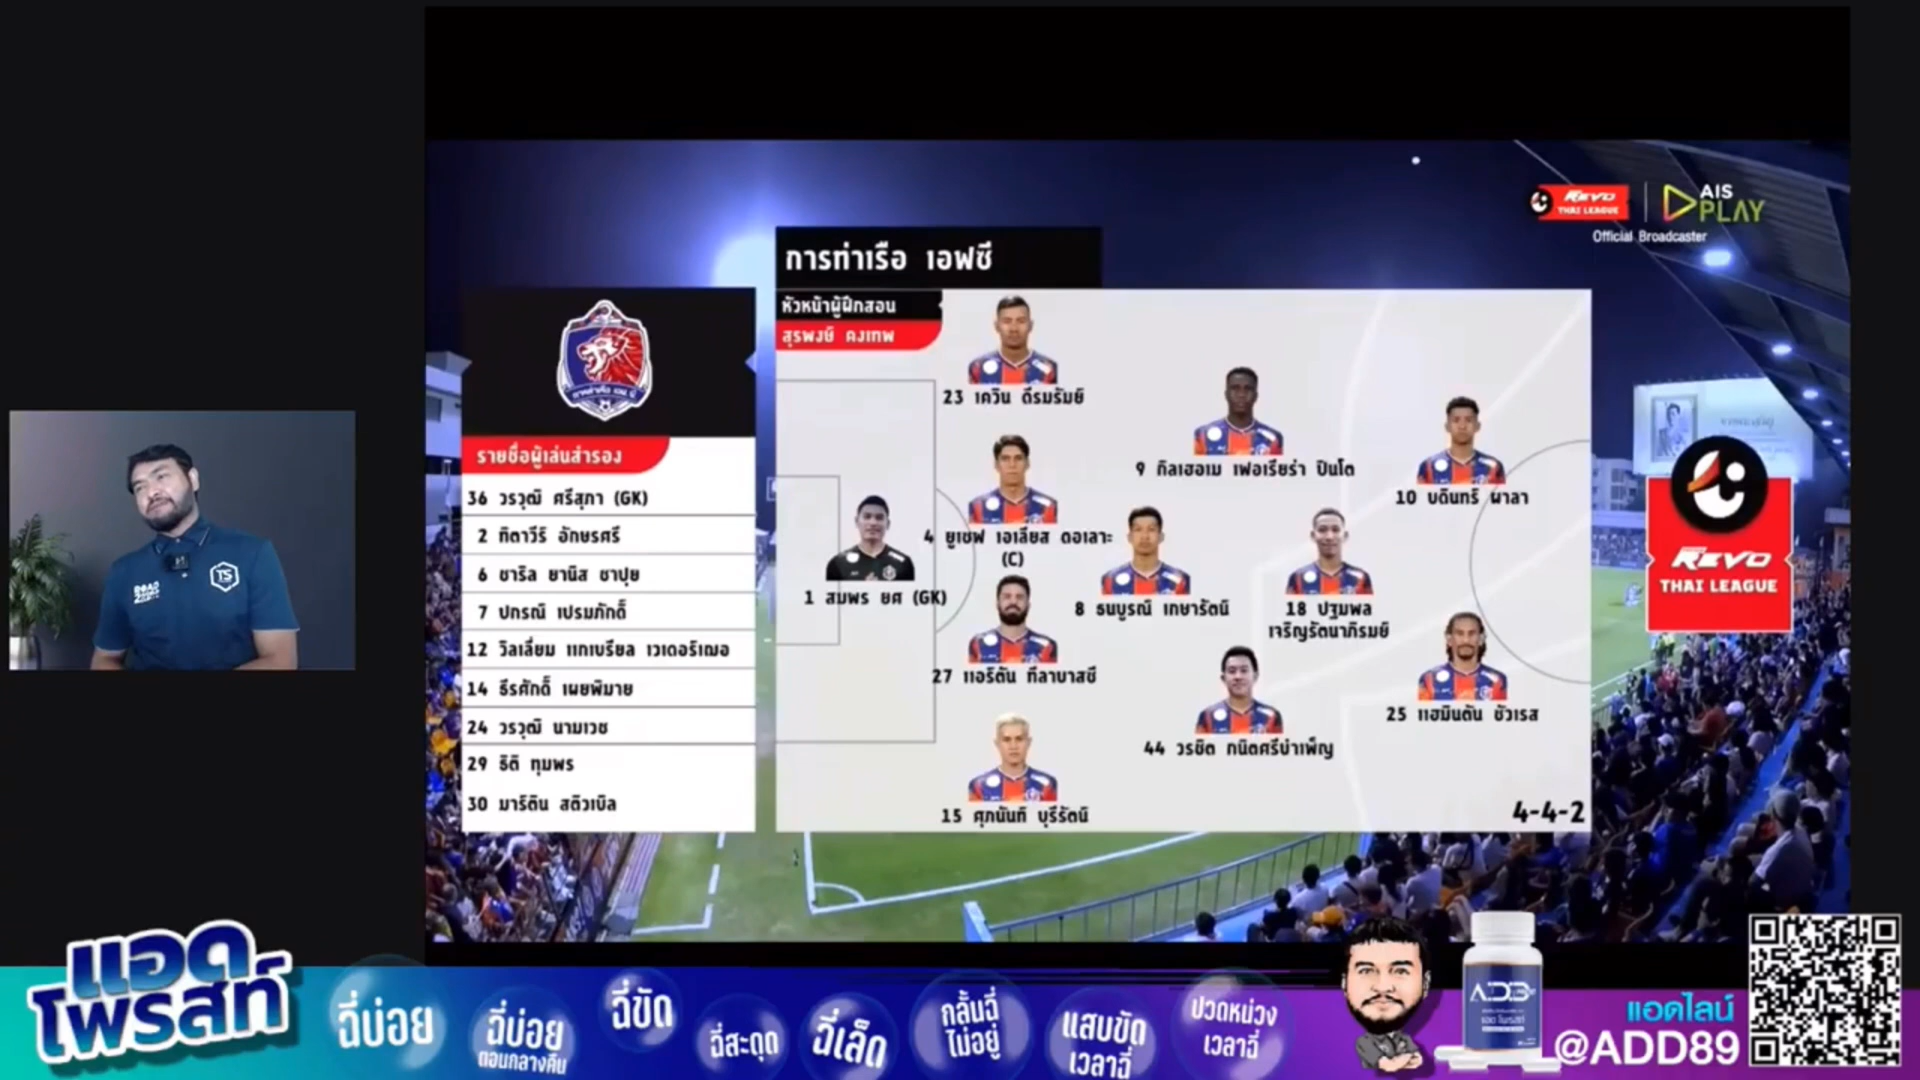 REVO
THAI LEAGUE
AIS
PLAY
Official Broadcaster
การท่าเรือ เอฟซี
หัวหน้าผู้ฝึกสอน
สุรพงษ์ คงเทพ
รายชื่อผู้เล่นสำรอง
36 วรวุฒิ ศรีสุภา (GK)
2 ทิตาวีร์ อักษรศรี
6 ชาริล ยานิส ชาปุย
7 ปกรณ์ เปรมภักดิ์
12 วิลเลี่ยม แกเบรียล เวเดอร์เฌอ
14 ธีรศักดิ์ เผยพิมาย
24 วรวุฒิ นามเวช
29 ธิติ ทุมพร
30 มาร์ติน สติวเบิล
23 เควิน ดีรมรัมย์
9 กิลเฮอเม เฟอเรียร่า ปินโต
10 บดินทร์ ผาลา
4 ยูเซฟ เอเลียส ดอเลาะ
(C)
1 สมพร ยศ (GK)
8 ธนบูรณ์ เกษารัตน์
18 ปฐมพล
เจริญรัตนาภิรมย์
27 แอร์ตัน ทีลาบาสซี่
25 แฮมินตัน ซัวเรส
44 วรชิต กนิตศรีบำเพ็ญ
15 ศุภนันท์ บุรีรัตน์
4-4-2
REVO
THAI LEAGUE
TS
แอด
โพรสท์
ฉี่บ่อย
ฉี่บ่อย
ตอนกลางคืน
ฉี่ขัด
ฉี่สะดุด
ฉี่เล็ด
กลั้นฉี่
ไม่อยู่
แสบขัด
เวลาฉี่
ปวดหน่วง
เวลาฉี่
แอด โพรสท์
แอดไลน์
@ADD89